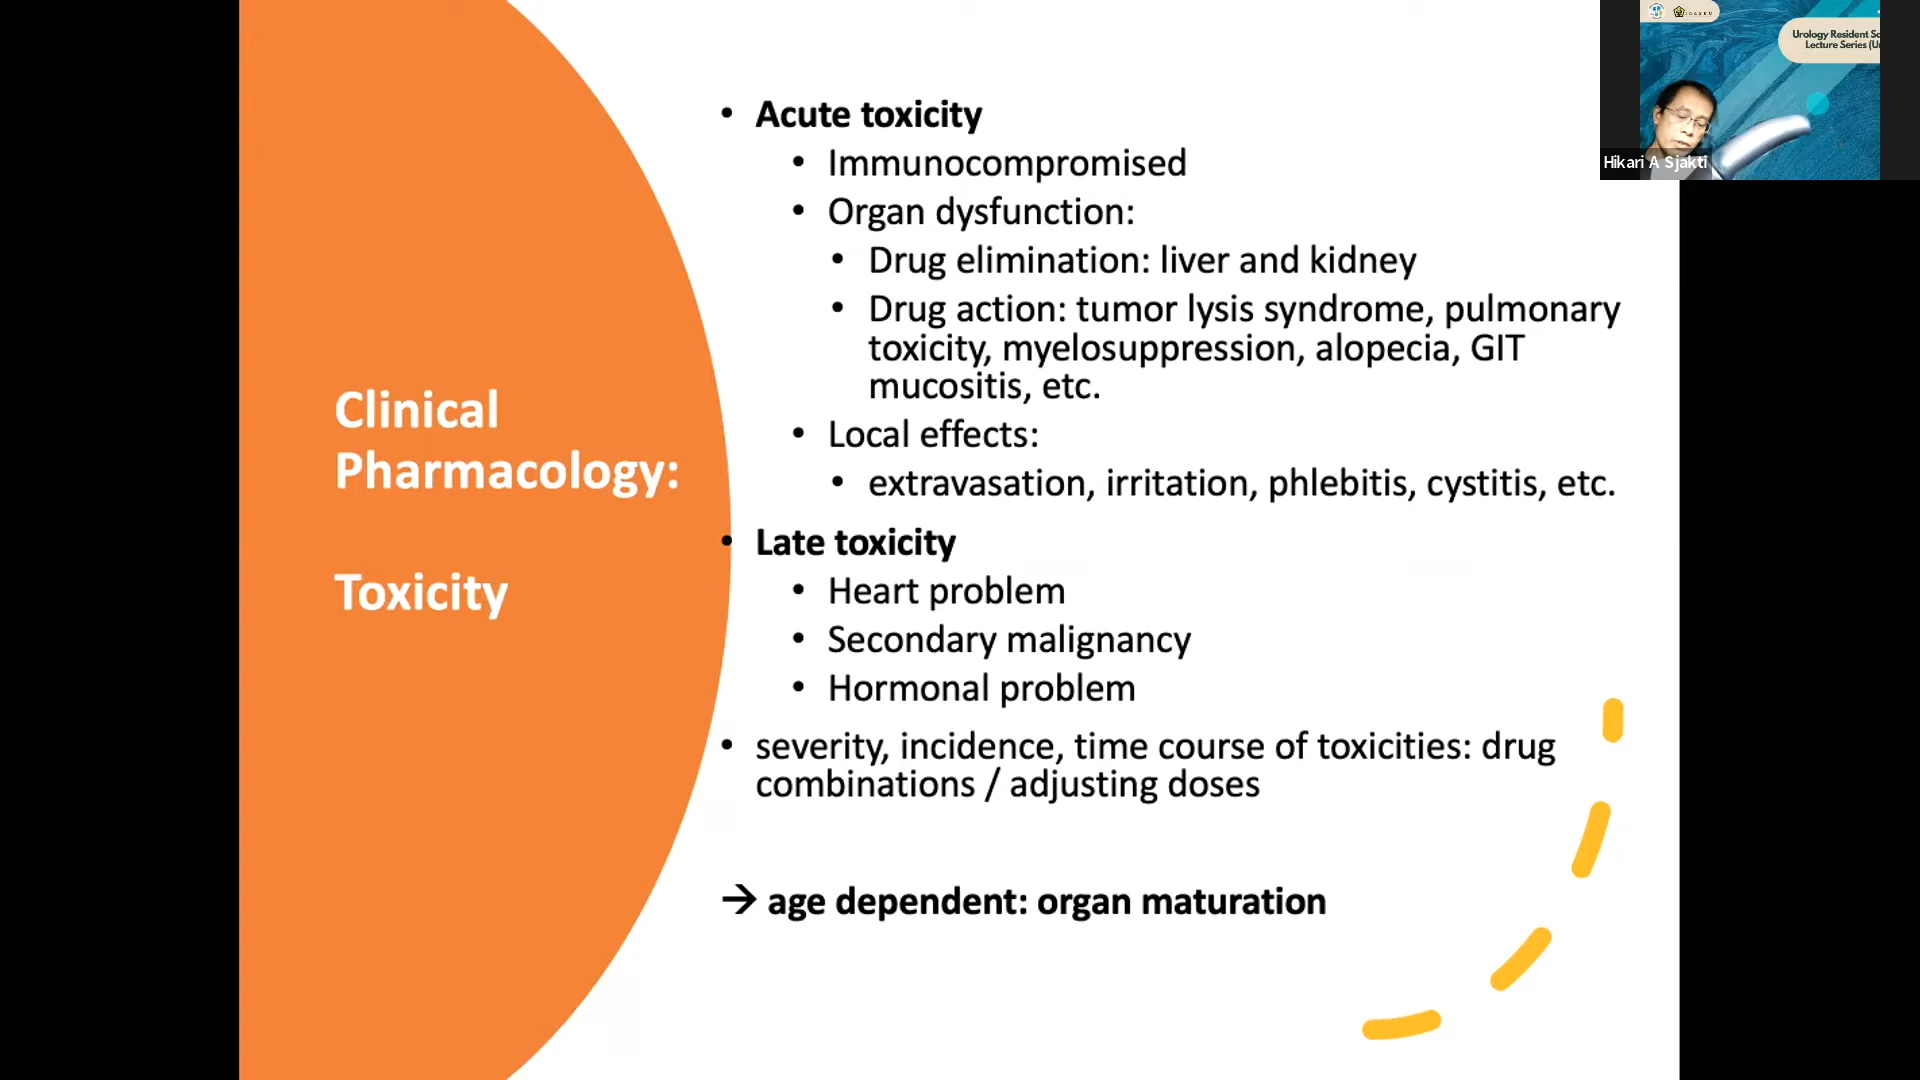 Clinical
Pharmacology:
Toxicity
• Acute toxicity
• Immunocompromised
• Organ dysfunction:
• Drug elimination: liver and kidney
• Drug action: tumor lysis syndrome, pulmonary
toxicity, myelosuppression, alopecia, GIT
mucositis, etc.
• Local effects:
• extravasation, irritation, phlebitis, cystitis, etc.
• Late toxicity
• Heart problem
• Secondary malignancy
• Hormonal problem
• severity, incidence, time course of toxicities: drug
combinations / adjusting doses
→ age dependent: organ maturation
Urology Resident
Lecture Series
Hikari A Sjakti